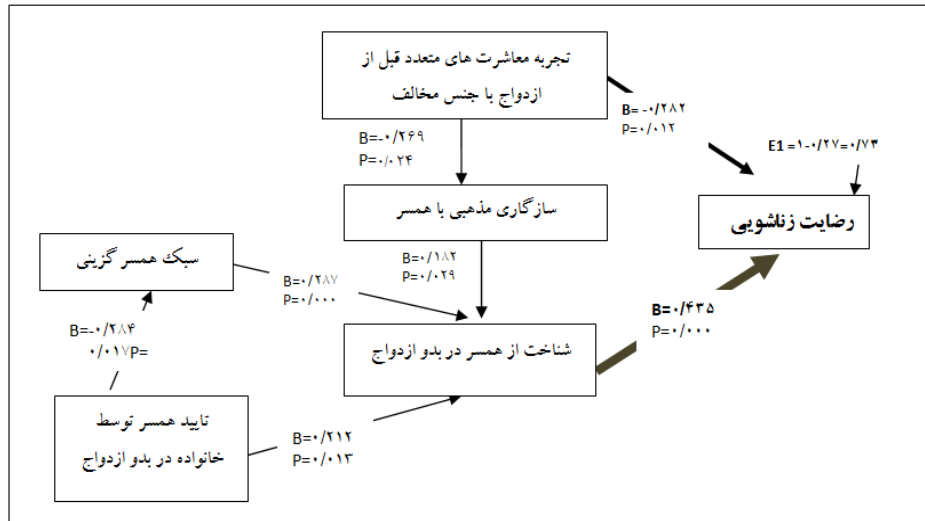 تجربه معاشرت های متعدد قبل از
ازدواج با جنس مخالف
B= -۰/۲۸۲
P=۰/۰۱۲
B=-۰/۲۶۹
P=۰/۰۲۴
E1 =۱-۰/۲۷=۰/۷۳
سازگاری مذهبی با همسر
رضایت زناشویی
سبک همسر گزینی
B=۰/۱۸۲
P=۰/۰۲۹
B=۰/۲۸۷
P=۰/۰۰۰
B=۰/۴۳۵
P=۰/۰۰۰
B=-۰/۲۸۴
۰/۰۱۷P=
شناخت از همسر در بدو ازدواج
تایید همسر توسط
خانواده در بدو ازدواج
B=۰/۲۱۲
P=۰/۰۱۳